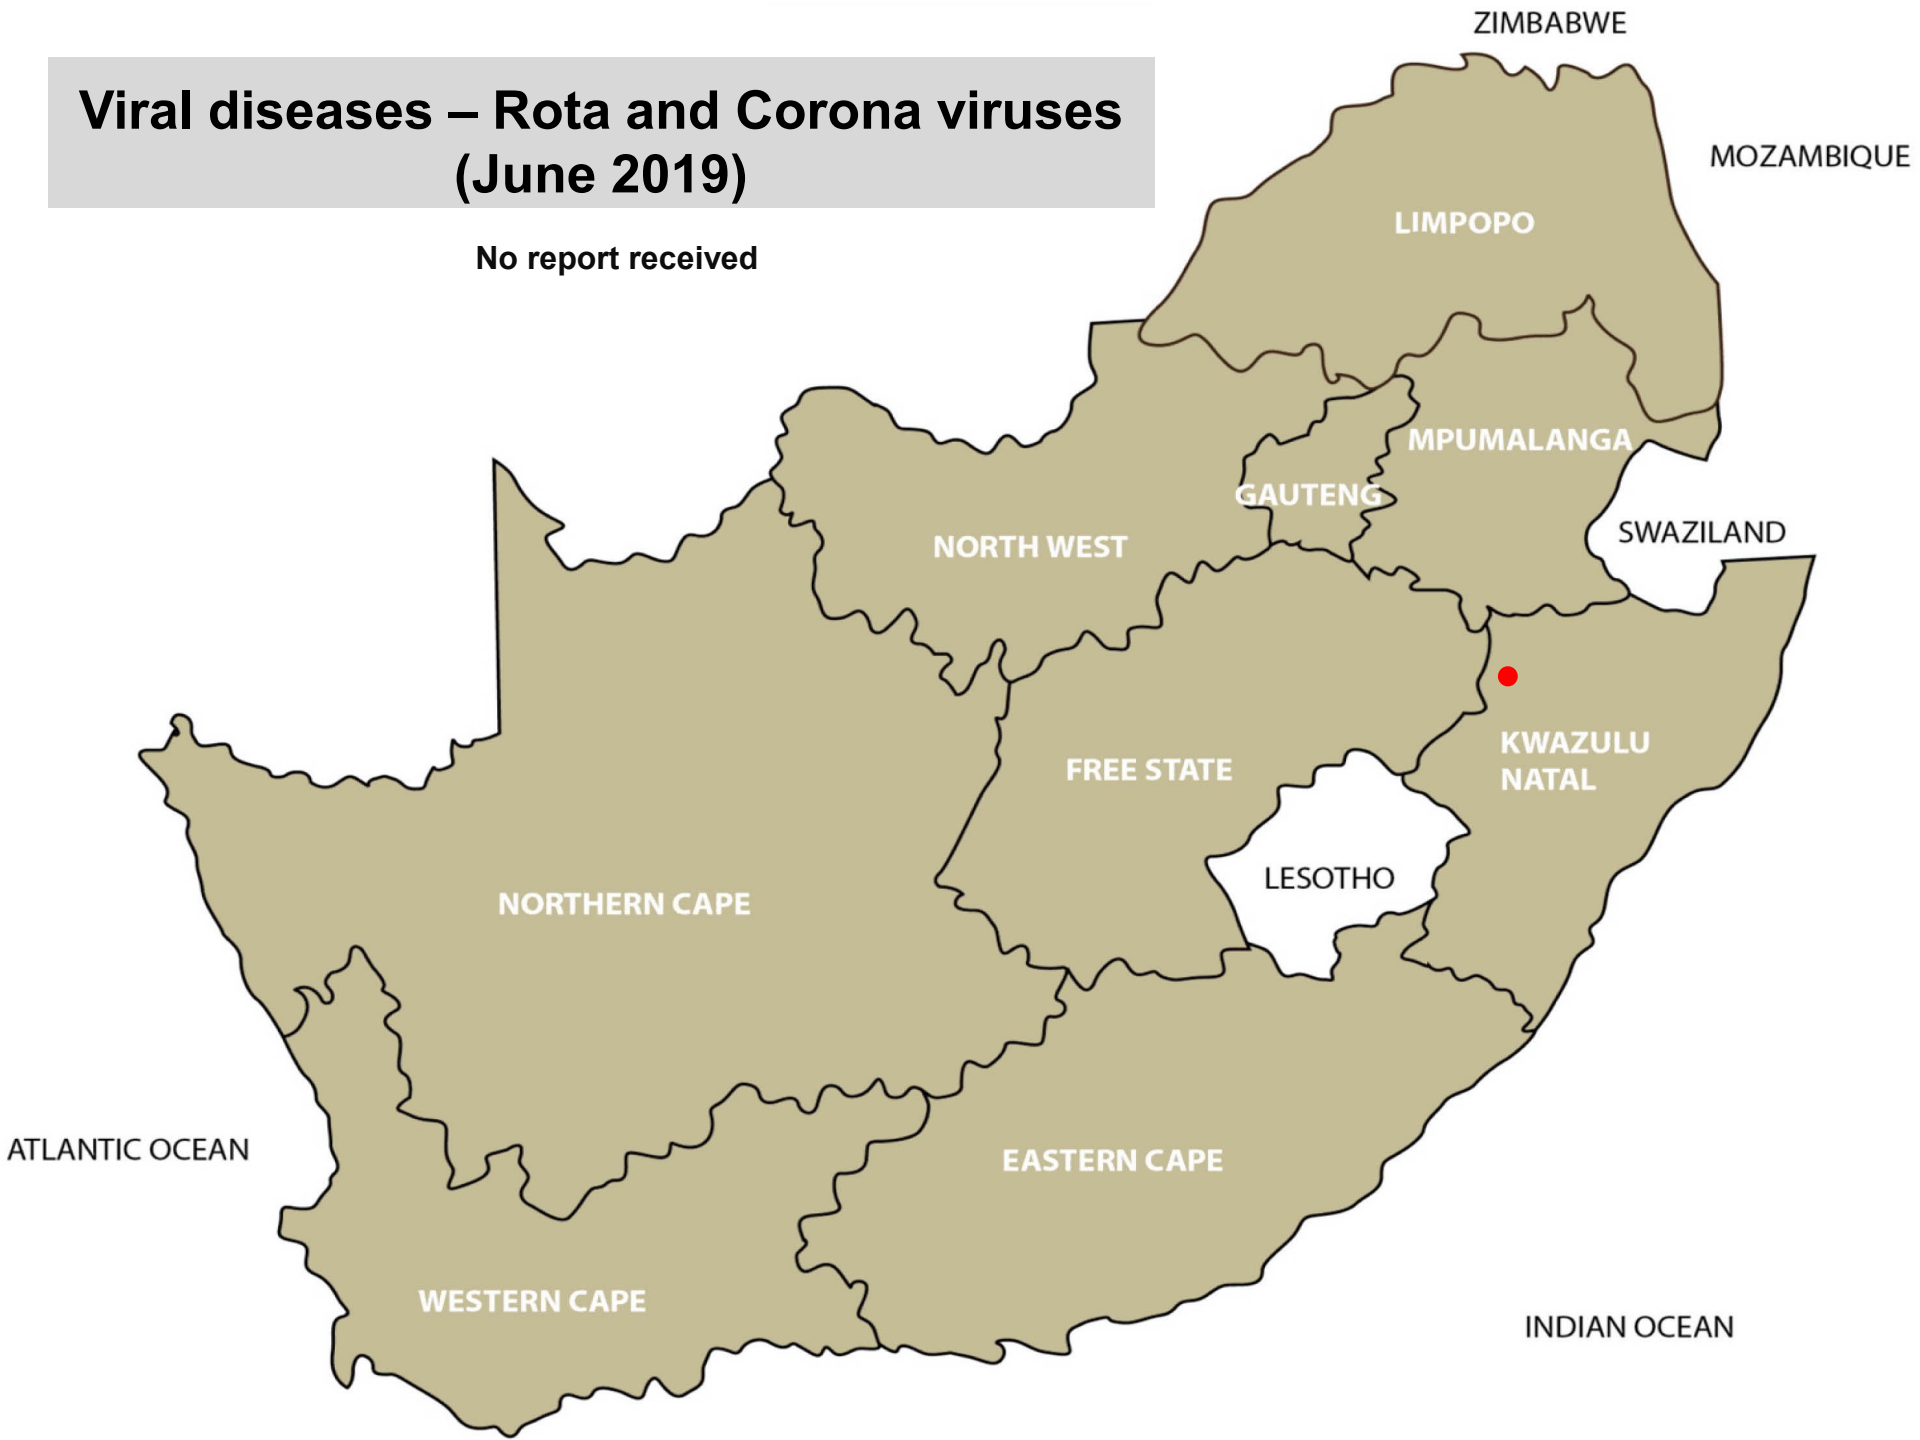 ZIMBABWE
Viral diseases – Rota and Corona viruses
(June 2019)
MOZAMBIQUE
LIMPOPO
No report received
MPUMALANGA
GAUTENG
SWAZILAND
NORTH WEST
KWAZULU
NATAL
FREE STATE
LESOTHO
NORTHERN CAPE
ATLANTIC OCEAN
EASTERN CAPE
WESTERN CAPE
INDIAN OCEAN